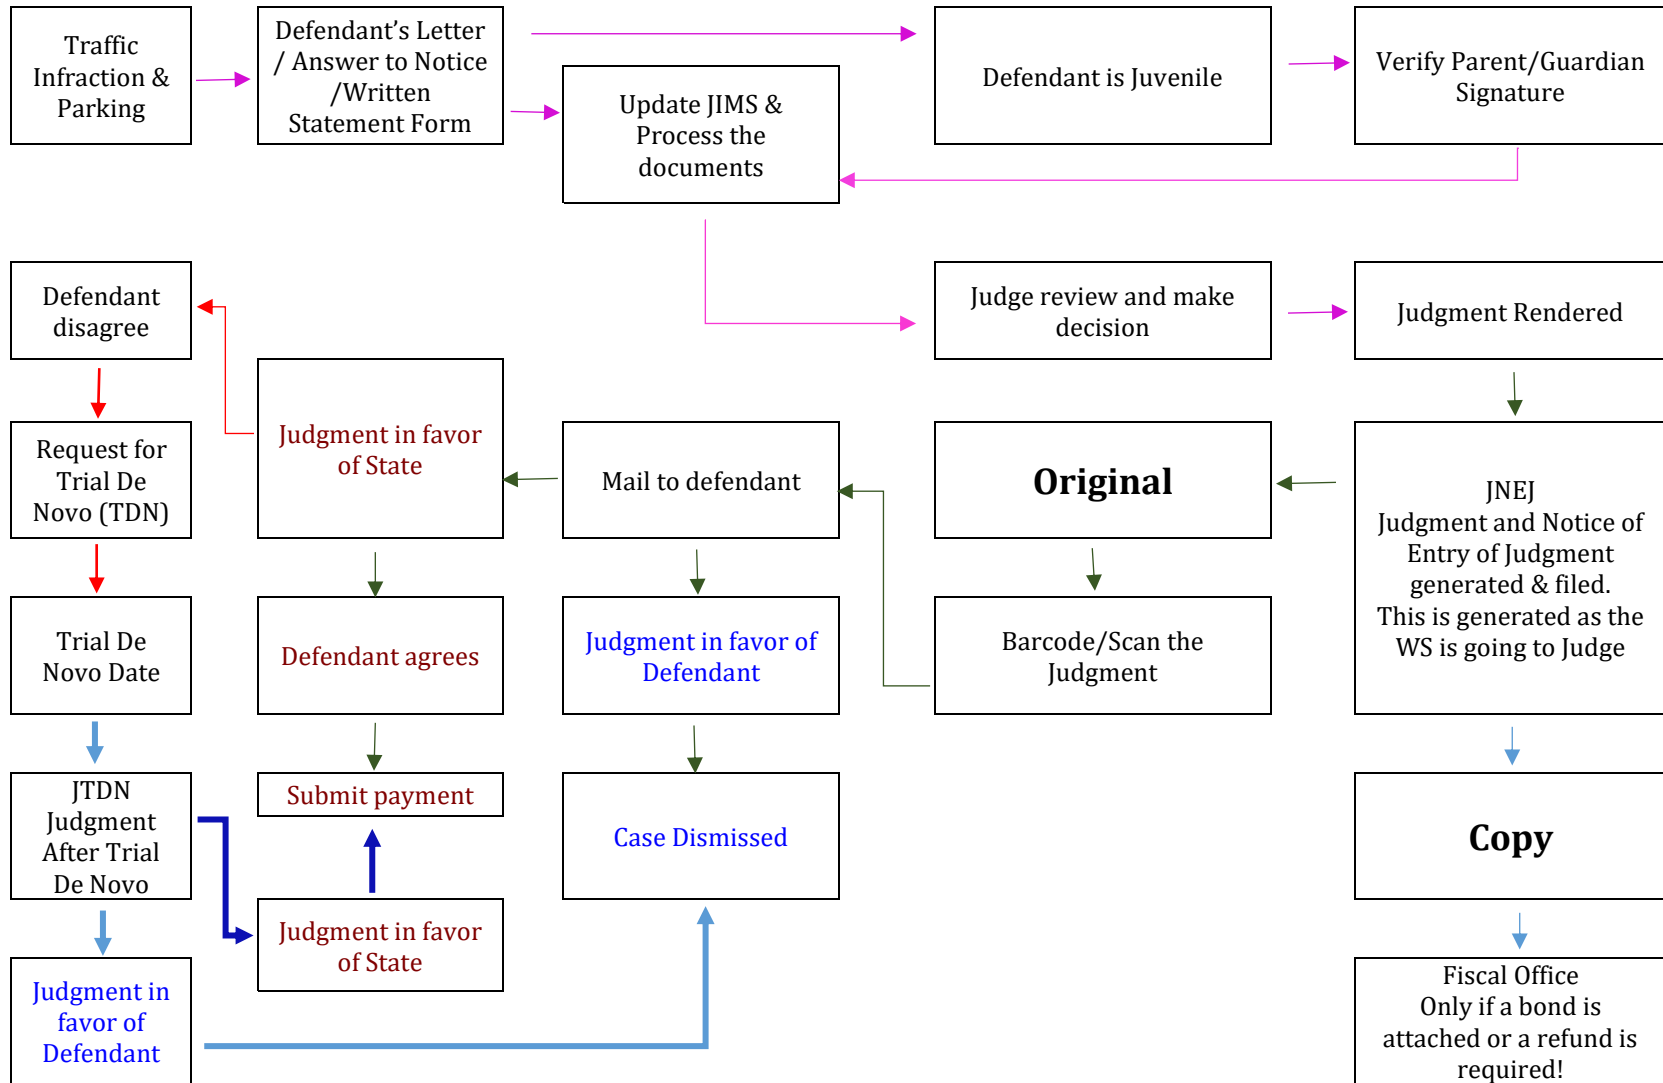 Traffic
Infraction &
Parking
Defendant's Letter
/ Answer to Notice
/Written
Statement Form
Update JIMS &
Process the
documents
Defendant is Juvenile
Verify Parent/Guardian
Signature
Defendant
disagree
Judge review and make
decision
Judgment Rendered
Request for
Trial De
Novo (TDN)
Judgment in favor
of State
Mail to defendant
Original
JNEJ
Judgment and Notice of
Entry of Judgment
generated & filed.
This is generated as the
WS is going to Judge
Trial De
Novo Date
Defendant agrees
Judgment in favor of
Defendant
Barcode/Scan the
Judgment
JTDN
Judgment
After Trial
De Novo
Submit payment
Case Dismissed
Copy
Judgment in favor
of State
Judgment in
favor of
Defendant
Fiscal Office
Only if a bond is
attached or a refund is
required!